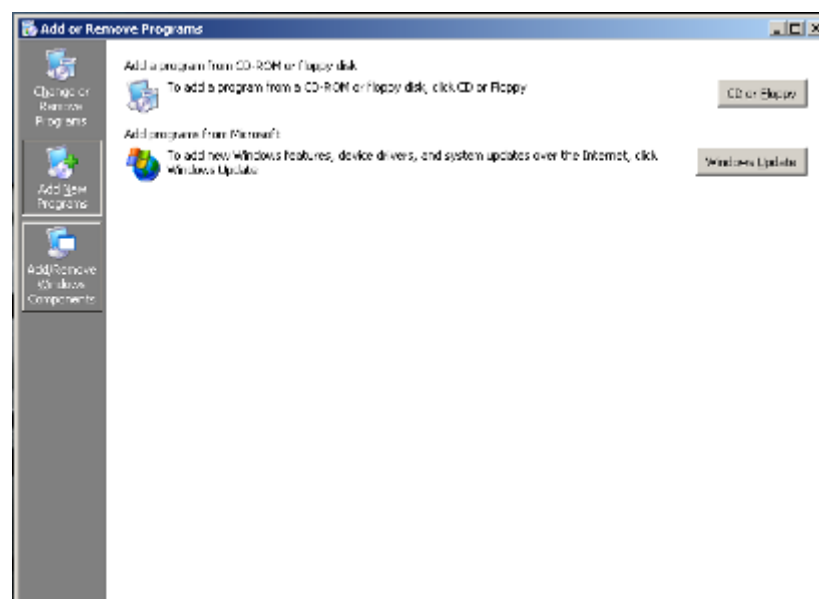 Add or Remove Programs
Change or
Remove
Programs
Add New
Programs
Add/Remove
Windows
Components
Add a program from CD-ROM or floppy disk
To add a program from a CD-ROM or floppy disk, click CD or Floppy
CD or Floppy
Add programs from Microsoft
To add new Windows features, device drivers, and system updates over the Internet, click
Windows Update
Windows Update